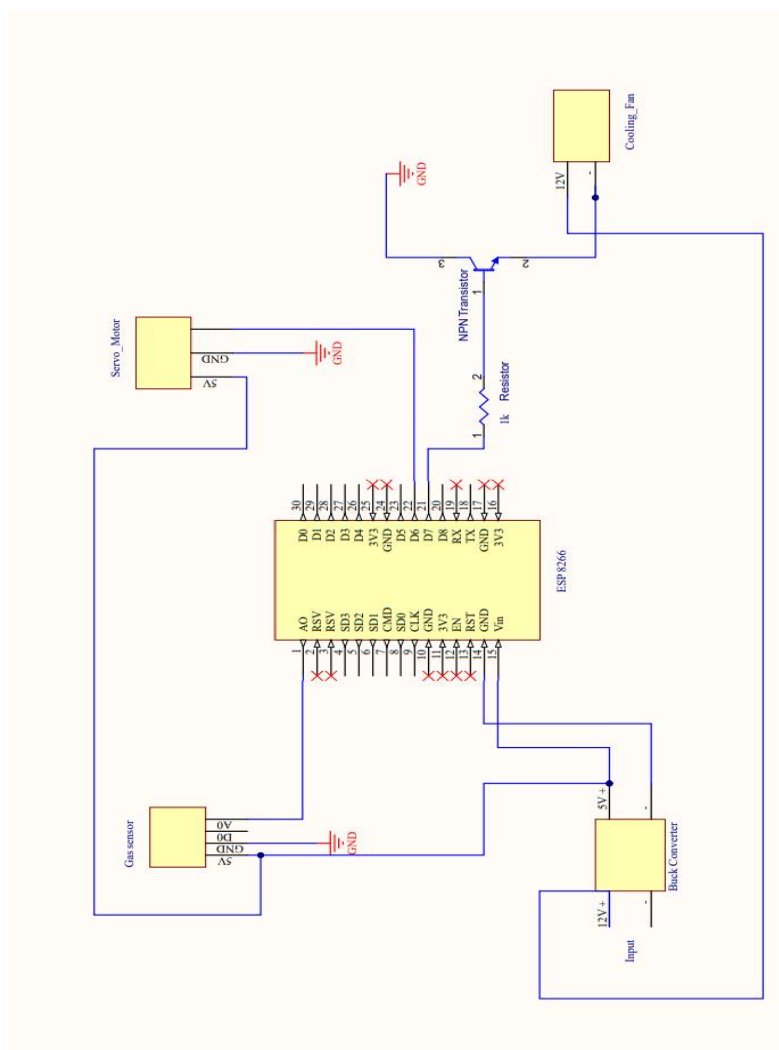 Cooling_Fan
12V
-
GND
3
2
1
NPN Transistor
Servo_Motor
GND
5V
GND
2
Resistor
1k
1
30
29
28
27
26
25
24
23
22
21
20
19
18
17
16
D0
D1
D2
D3
D4
3V3
GND
D5
D6
D7
D8
RX
TX
GND
3V3
ESP 8266
AO
RSV
RSV
SD3
SD2
SD1
CMD
SD0
CLK
GND
3V3
EN
RST
GND
Vin
1
2
3
4
5
6
7
8
9
10
11
12
13
14
15
Gas sensor
A0
D0
GND
5V
GND
5V +
-
Buck Converter
12V +
-
Input